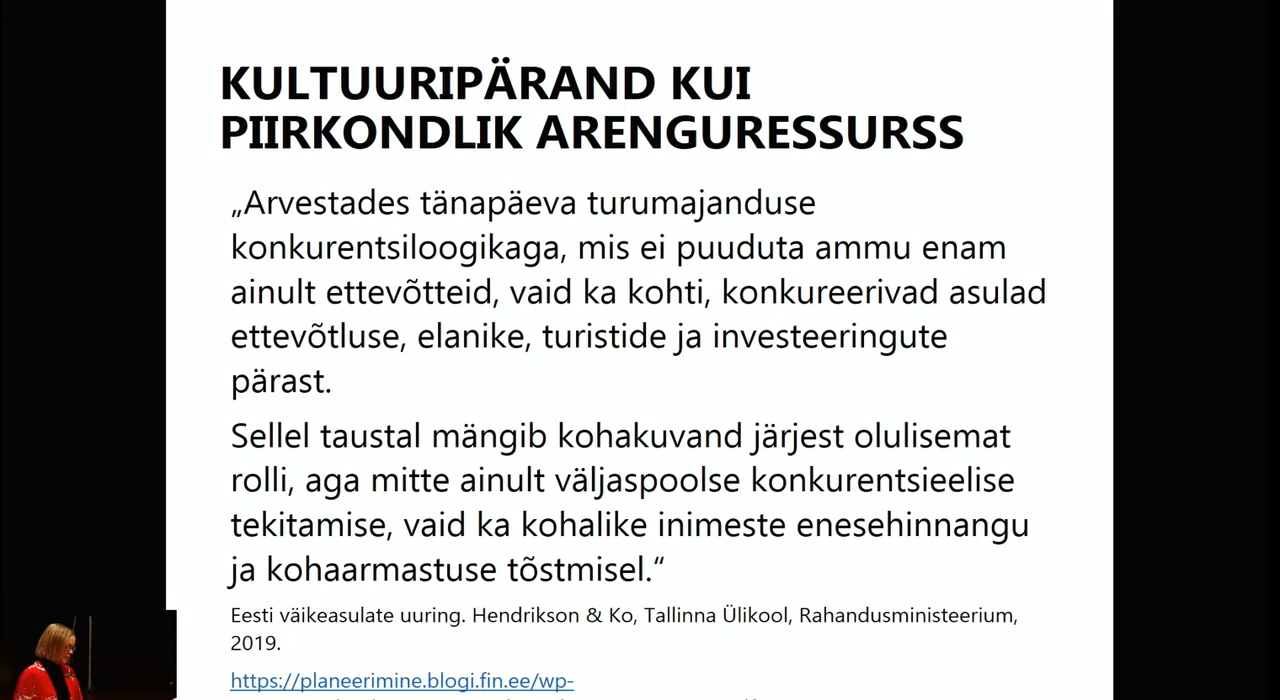 KULTUURIPÄRAND KUI
PIIRKONDLIK ARENGURESSURSS
„Arvestades tänapäeva turumajanduse
konkurentsiloogikaga, mis ei puuduta ammu enam
ainult ettevõtteid, vaid ka kohti, konkureerivad asulad
ettevõtluse, elanike, turistide ja investeeringute
pärast.
Sellel taustal mängib kohakuvand järjest olulisemat
rolli, aga mitte ainult väljaspoolse konkurentsieelise
tekitamise, vaid ka kohalike inimeste enesehinnangu
ja kohaarmastuse tõstmisel.“
Eesti väikeasulate uuring. Hendrikson & Ko, Tallinna Ülikool, Rahandusministeerium,
2019.
https://planeerimine.blogi.fin.ee/wp-